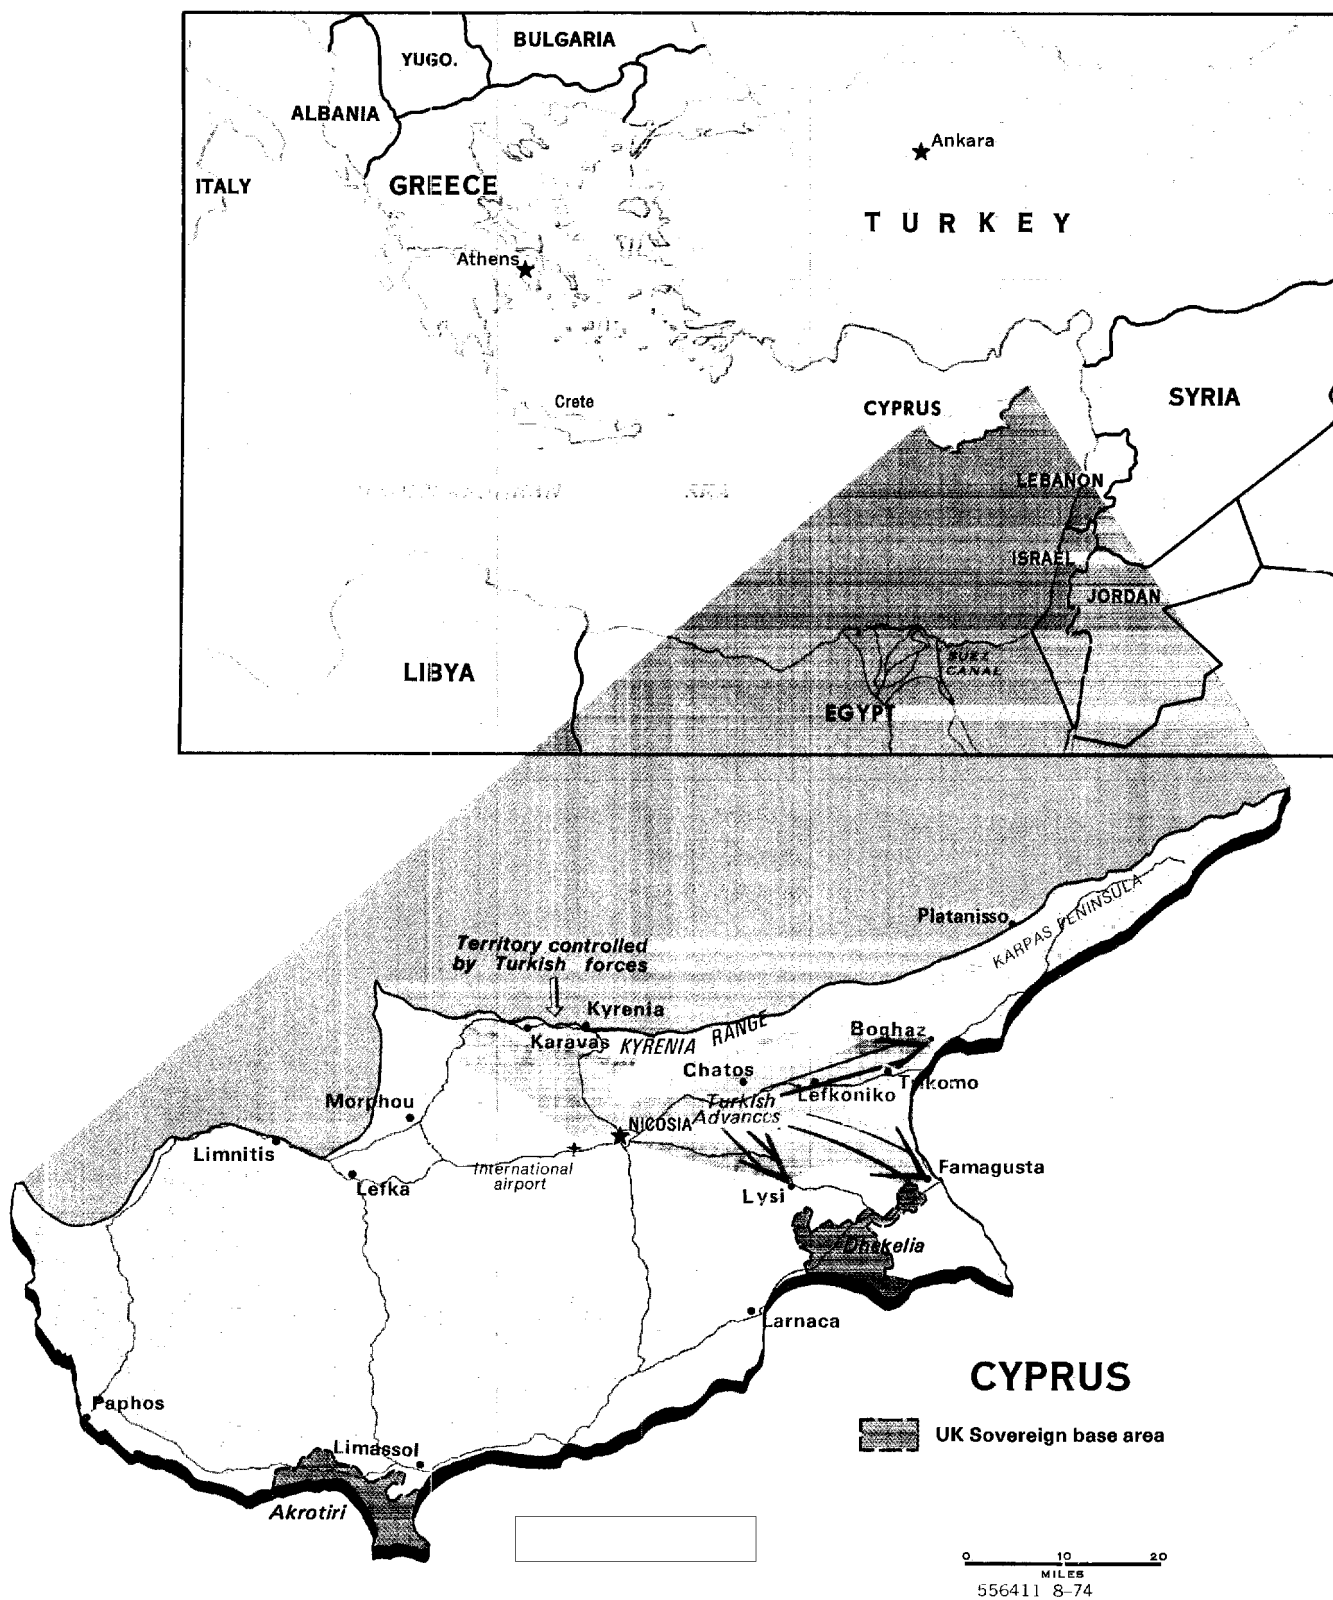 BULGARIA
YUGO.
ALBANIA
Ankara
ITALY
GREECE
TURKEY
Athens
SYRIA
Crete
CYPRUS
LEBANON
SEA
ISRAEL
JORDAN
SUEZ
CANAL
LIBYA
EGYPT
Platanisso
KARPAS PENINSULA
Territory controlled
by Turkish forces
Kyrenia
Karavas
KYRENIA RANGE
Boghaz
Chatos
Lefkoniko
Trikomo
Turkish
Advances
Morphou
NICOSIA
Limnitis
International
airport
Famagusta
Lefka
Lysi
Dhekelia
Larnaca
CYPRUS
Paphos
UK Sovereign base area
Limassol
Akrotiri
0 10 20
MILES
556411 8-74